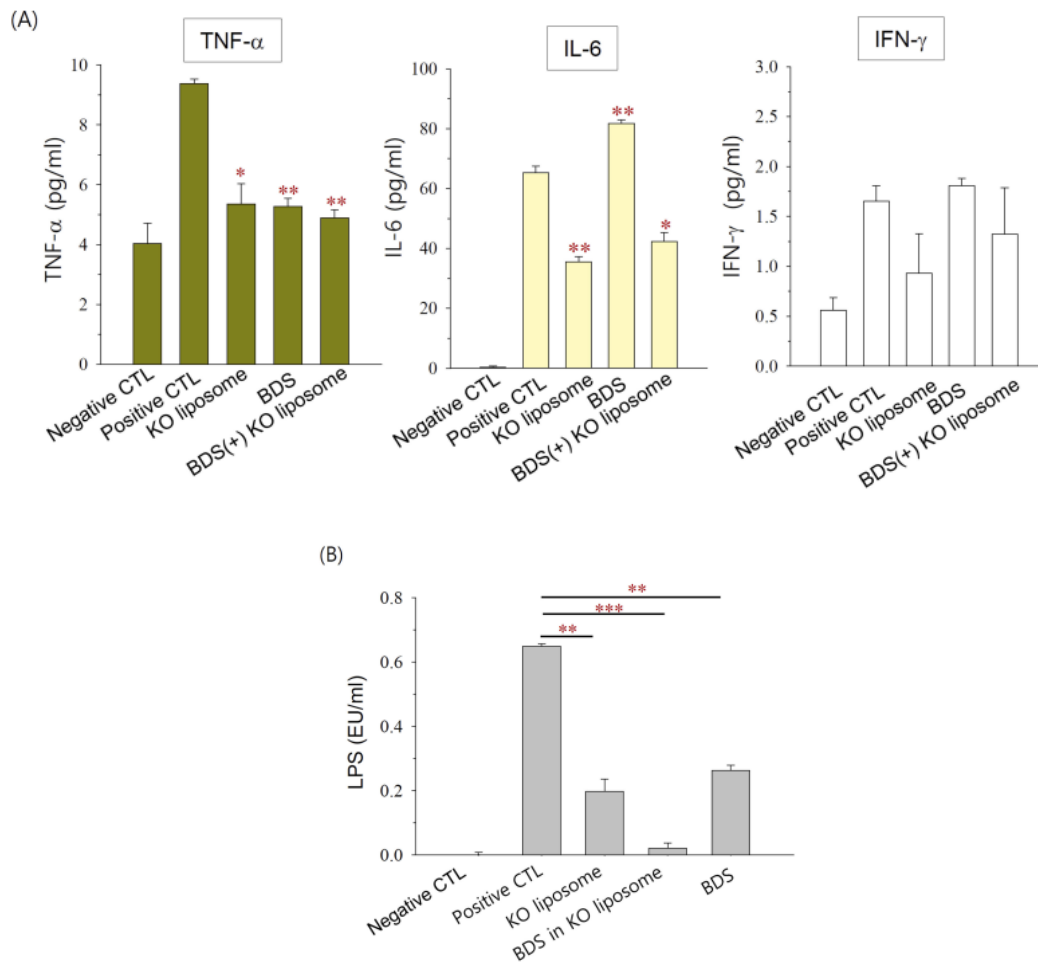 (A)
TNF-α
IL-6
IFN-γ
TNF-α (pg/ml)
10
8
6
4
2
0
*
**
**
Negative CTL
Positive CTL
KO liposome
BDS
BDS(+) KO liposome
IL-6 (pg/ml)
100
80
60
40
20
0
**
**
*
Negative CTL
Positive CTL
KO liposome
BDS
BDS(+) KO liposome
IFN-γ (pg/ml)
3.0
2.5
2.0
1.5
1.0
0.5
0.0
Negative CTL
Positive CTL
KO liposome
BDS
BDS(+) KO liposome
(B)
LPS (EU/ml)
0.8
0.6
0.4
0.2
0.0
**
***
**
Negative CTL
Positive CTL
KO liposome
BDS in KO liposome
BDS